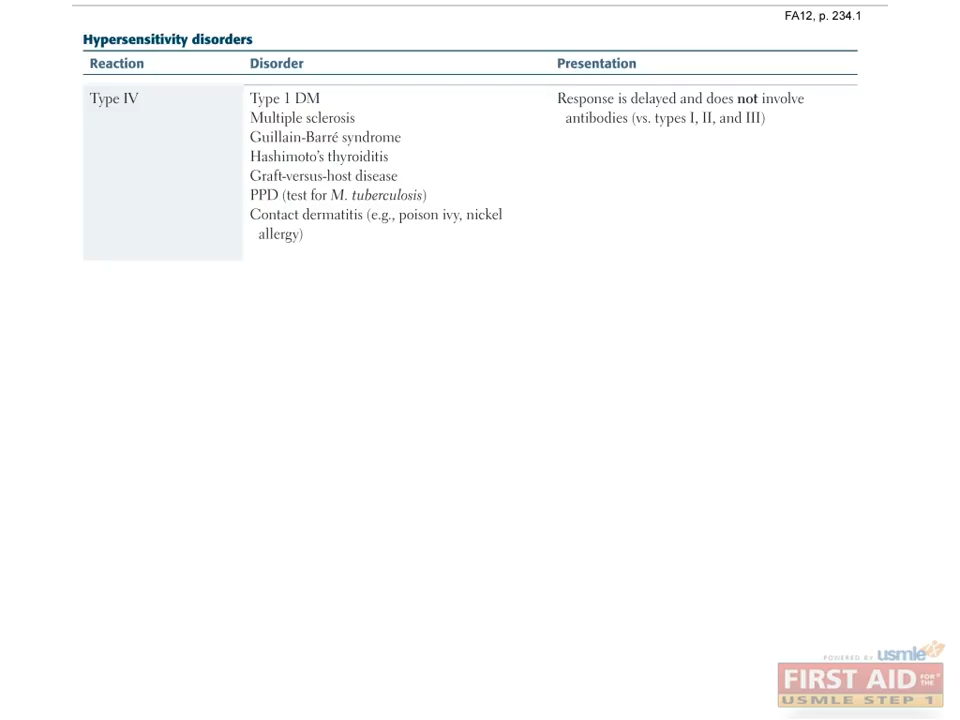 FA12, p. 234.1
Hypersensitivity disorders
Reaction Disorder Presentation
Type IV Type 1 DM Response is delayed and does not involve
Multiple sclerosis antibodies (vs. types I, II, and III)
Guillain-Barré syndrome
Hashimoto's thyroiditis
Graft-versus-host disease
PPD (test for M. tuberculosis)
Contact dermatitis (e.g., poison ivy, nickel
allergy)
POWERED BY usmle
FIRST AID FOR THE
USMLE STEP 1